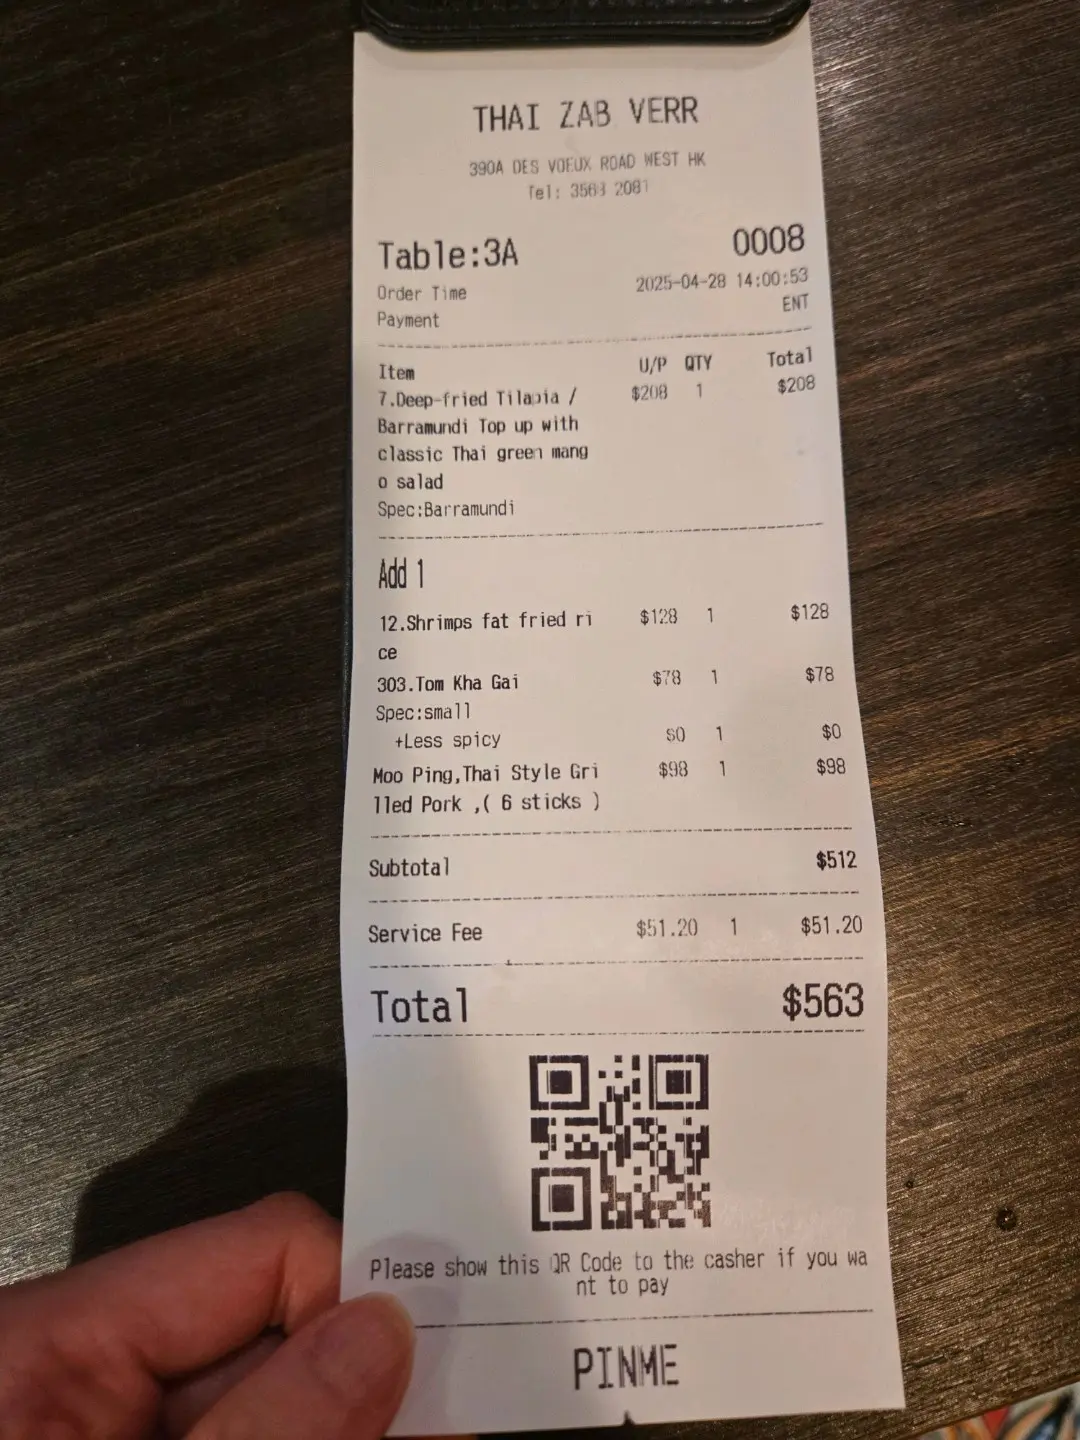 THAI ZAB VERR
390A DES VOEUX ROAD WEST HK
Tel: 3563 2081
Table:3A 0008
Order Time 2025-04-28 14:00:53
Payment ENT
Item U/P QTY Total
7.Deep-fried Tilapia / $208 1 $208
Barramundi Top up with
classic Thai green mang
o salad
Spec:Barramundi
Add 1
12.Shrimps fat fried ri $128 1 $128
ce
303.Tom Kha Gai $78 1 $78
Spec:small
+Less spicy $0 1 $0
Moo Ping,Thai Style Gri $98 1 $98
lled Pork ,( 6 sticks )
Subtotal $512
Service Fee $51.20 1 $51.20
Total $563
Please show this QR Code to the casher if you wa
nt to pay
PINME